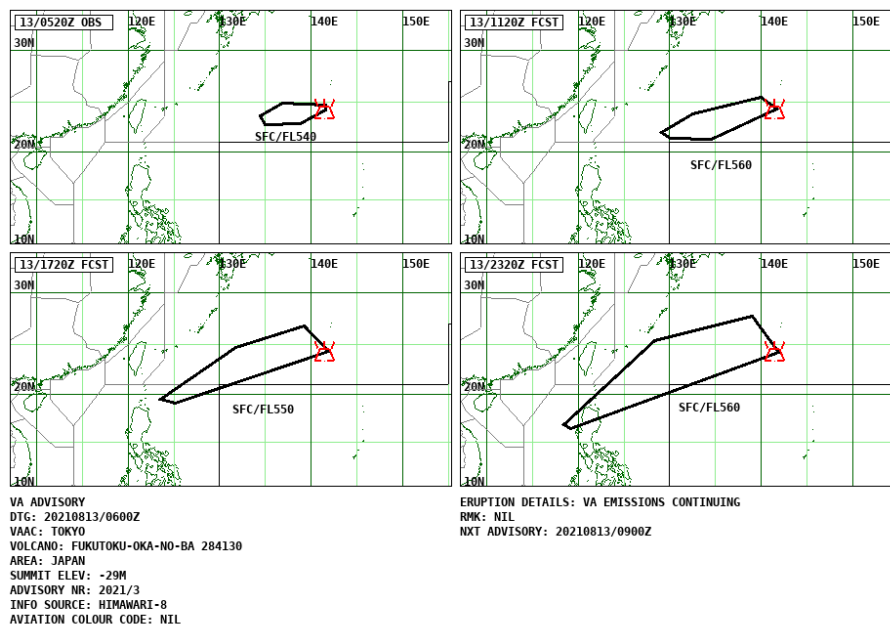 13/0520Z OBS 120E 130E 140E 150E
30N
20N
SFC/FL540
10N
13/1120Z FCST 120E 130E 140E 150E
30N
20N
SFC/FL560
10N
13/1720Z FCST 120E 130E 140E 150E
30N
20N
SFC/FL550
10N
13/2320Z FCST 120E 130E 140E 150E
30N
20N
SFC/FL560
10N
VA ADVISORY
DTG: 20210813/0600Z
VAAC: TOKYO
VOLCANO: FUKUTOKU-OKA-NO-BA 284130
AREA: JAPAN
SUMMIT ELEV: -29M
ADVISORY NR: 2021/3
INFO SOURCE: HIMAWARI-8
AVIATION COLOUR CODE: NIL
ERUPTION DETAILS: VA EMISSIONS CONTINUING
RMK: NIL
NXT ADVISORY: 20210813/0900Z